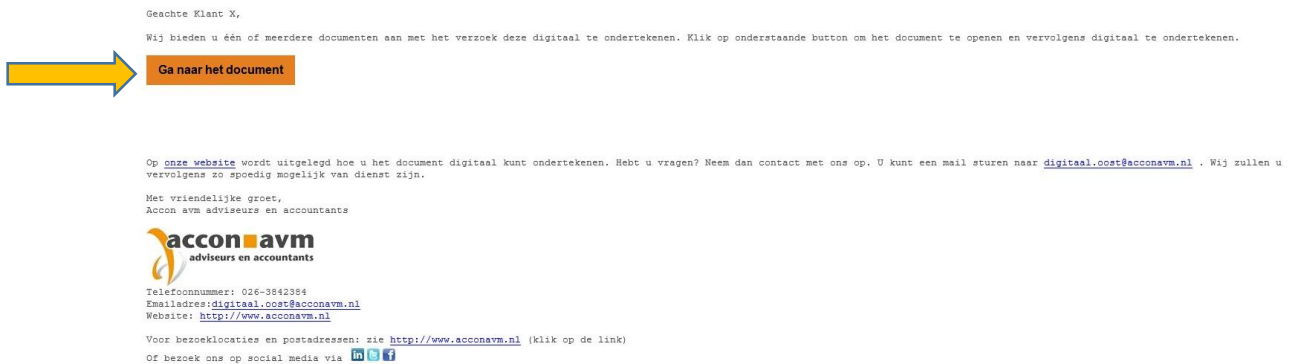 Geachte Klant X,
Wij bieden u één of meerdere documenten aan met het verzoek deze digitaal te ondertekenen. Klik op onderstaande button om het document te openen en vervolgens digitaal te ondertekenen.
Ga naar het document
Op onze website wordt uitgelegd hoe u het document digitaal kunt ondertekenen. Hebt u vragen? Neem dan contact met ons op. U kunt een mail sturen naar digitaal.oost@acconavm.nl . Wij zullen u
vervolgens zo spoedig mogelijk van dienst zijn.
Met vriendelijke groet,
Accon avm adviseurs en accountants
accon avm
adviseurs en accountants
Telefoonnummer: 026-3842384
Emailadres:digitaal.oost@acconavm.nl
Website: http://www.acconavm.nl
Voor bezoeklocaties en postadressen: zie http://www.acconavm.nl (klik op de link)
Of bezoek ons op social media via in t f